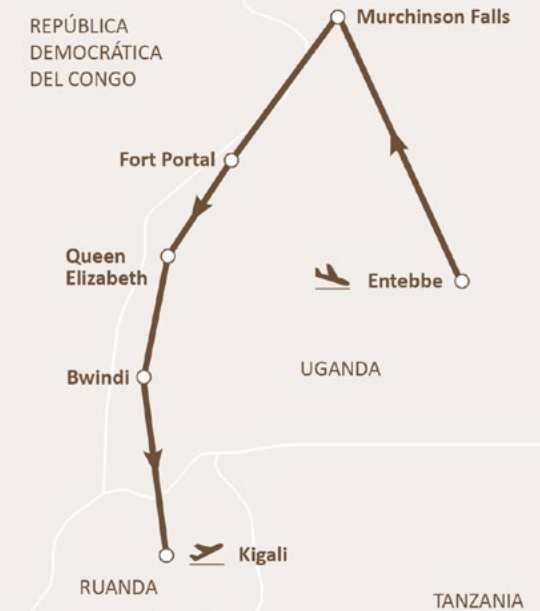 REPÚBLICA
DEMOCRÁTICA
DEL CONGO
Murchinson Falls
Fort Portal
Queen
Elizabeth
Entebbe
Bwindi
UGANDA
Kigali
RUANDA
TANZANIA